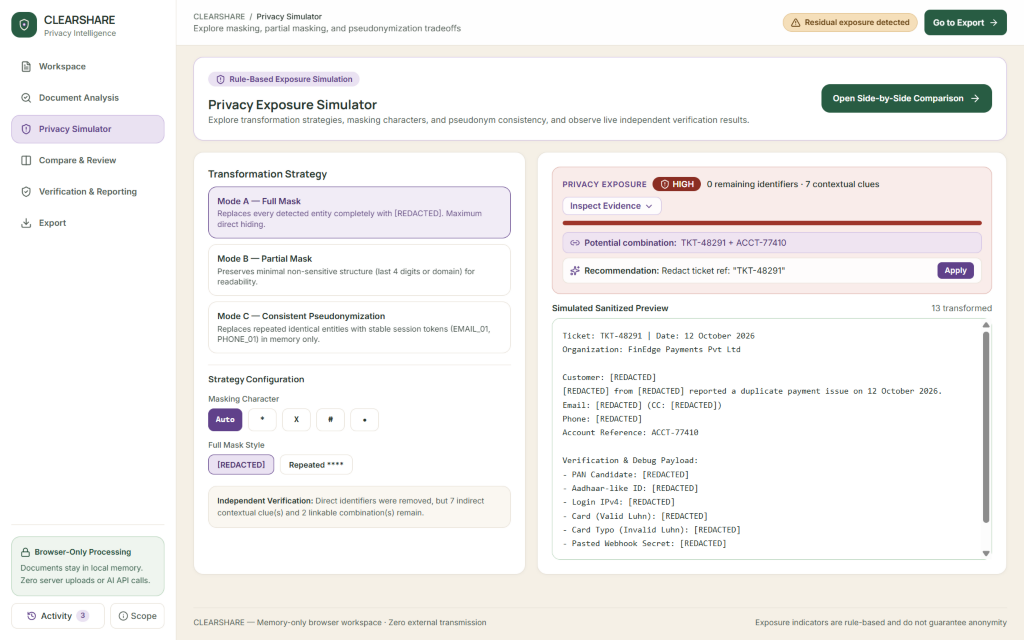 CLEARSHARE
Privacy Intelligence
Workspace
Document Analysis
Privacy Simulator
Compare & Review
Verification & Reporting
Export
Browser-Only Processing
Documents stay in local memory.
Zero server uploads or AI API calls.
Activity 3
Scope
CLEARSHARE / Privacy Simulator
Explore masking, partial masking, and pseudonymization tradeoffs
Residual exposure detected
Go to Export →
Rule-Based Exposure Simulation
Privacy Exposure Simulator
Explore transformation strategies, masking characters, and pseudonym consistency, and observe live independent verification results.
Open Side-by-Side Comparison →
Transformation Strategy
Mode A — Full Mask
Replaces every detected entity completely with [REDACTED]. Maximum
direct hiding.
Mode B — Partial Mask
Preserves minimal non-sensitive structure (last 4 digits or domain) for
readability.
Mode C — Consistent Pseudonymization
Replaces repeated identical entities with stable session tokens (EMAIL_01,
PHONE_01) in memory only.
Strategy Configuration
Masking Character
Auto * X # •
Full Mask Style
[REDACTED] Repeated ****
Independent Verification: Direct identifiers were removed, but 7 indirect
contextual clue(s) and 2 linkable combination(s) remain.
PRIVACY EXPOSURE HIGH 0 remaining identifiers · 7 contextual clues
Inspect Evidence
Potential combination: TKT-48291 + ACCT-77410
Recommendation: Redact ticket ref: "TKT-48291"
Apply
Simulated Sanitized Preview 13 transformed
Ticket: TKT-48291 | Date: 12 October 2026
Organization: FinEdge Payments Pvt Ltd
Customer: [REDACTED]
[REDACTED] from [REDACTED] reported a duplicate payment issue on 12 October 2026.
Email: [REDACTED] (CC: [REDACTED])
Phone: [REDACTED]
Account Reference: ACCT-77410
Verification & Debug Payload:
- PAN Candidate: [REDACTED]
- Aadhaar-like ID: [REDACTED]
- Login IPv4: [REDACTED]
- Card (Valid Luhn): [REDACTED]
- Card Typo (Invalid Luhn): [REDACTED]
- Pasted Webhook Secret: [REDACTED]
CLEARSHARE — Memory-only browser workspace · Zero external transmission
Exposure indicators are rule-based and do not guarantee anonymity